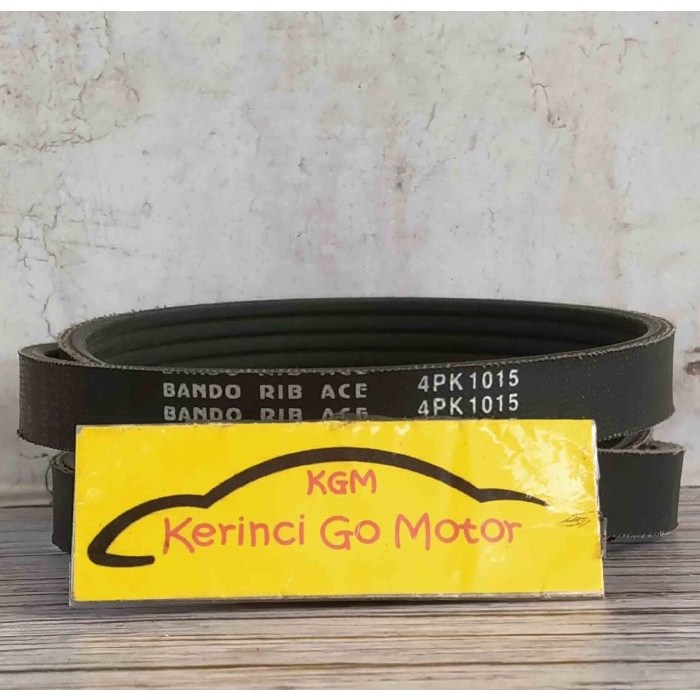 BANDO RIB ACE 4PK1015
BANDO RIB ACE 4PK1015
KGM
Kerinci Go Motor